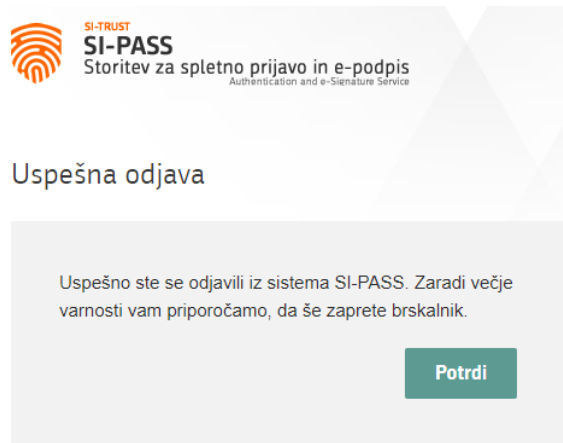 SI-TRUST
SI-PASS
Storitev za spletno prijavo in e-podpis
Authentication and e-Signature Service
Uspešna odjava
Uspešno ste se odjavili iz sistema SI-PASS. Zaradi večje
varnosti vam priporočamo, da še zaprete brskalnik.
Potrdi